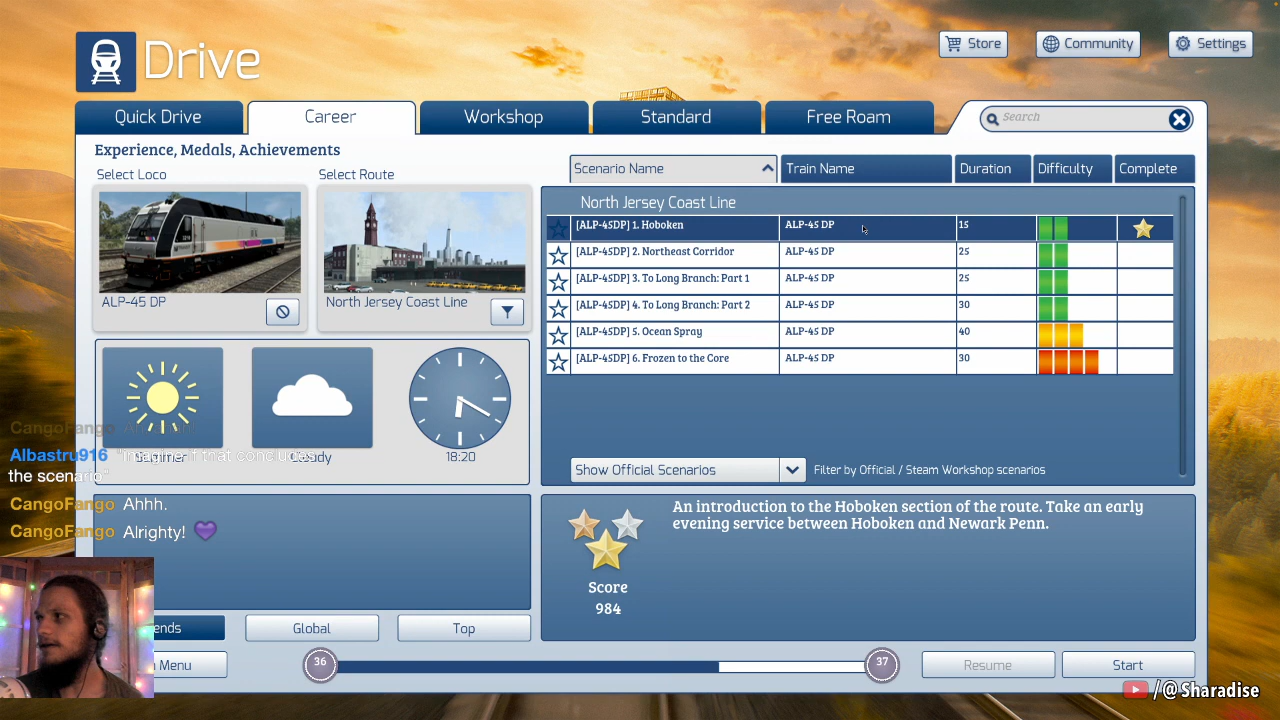 Drive
Store
Community
Settings
Quick Drive
Career
Workshop
Standard
Free Roam
Search
Experience, Medals, Achievements
Select Loco
Select Route
ALP-45 DP
North Jersey Coast Line
Scenario Name
Train Name
Duration
Difficulty
Complete
North Jersey Coast Line
[ALP-45DP] 1. Hoboken ALP-45 DP 15
[ALP-45DP] 2. Northeast Corridor ALP-45 DP 25
[ALP-45DP] 3. To Long Branch: Part 1 ALP-45 DP 25
[ALP-45DP] 4. To Long Branch: Part 2 ALP-45 DP 30
[ALP-45DP] 5. Ocean Spray ALP-45 DP 40
[ALP-45DP] 6. Frozen to the Core ALP-45 DP 30
18:20
Show Official Scenarios
Filter by Official / Steam Workshop scenarios
CangoFango
Albastru916 "Imagine if that concludes
the scenario"
CangoFango Ahhh.
CangoFango Alrighty!
An introduction to the Hoboken section of the route. Take an early
evening service between Hoboken and Newark Penn.
Score
984
ends
Global
Top
Menu
36
37
Resume
Start
/@Sharadise